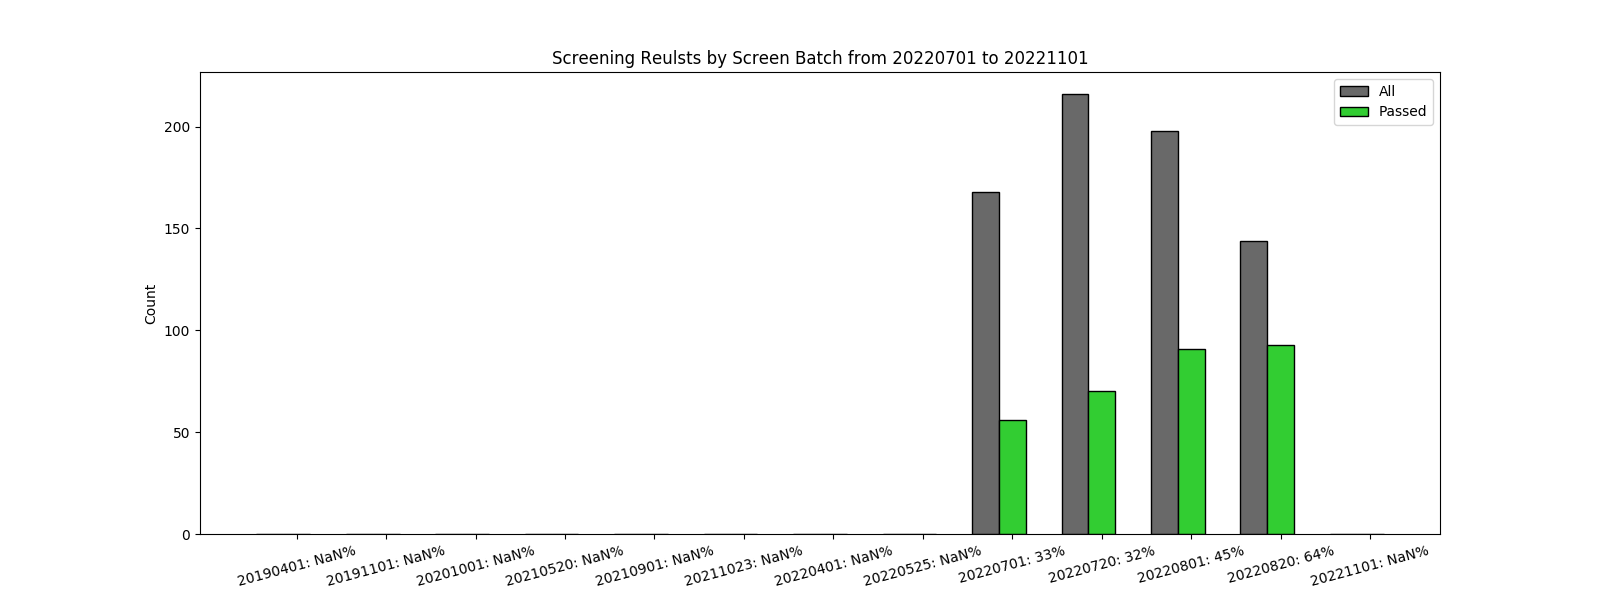 Screening Reulsts by Screen Batch from 20220701 to 20221101
All
Passed
200
150
100
50
0
Count
20190401: NaN%
20191101: NaN%
20201001: NaN%
20210520: NaN%
20210901: NaN%
20211023: NaN%
20220401: NaN%
20220525: NaN%
20220701: 33%
20220720: 32%
20220801: 45%
20220820: 64%
20221101: NaN%